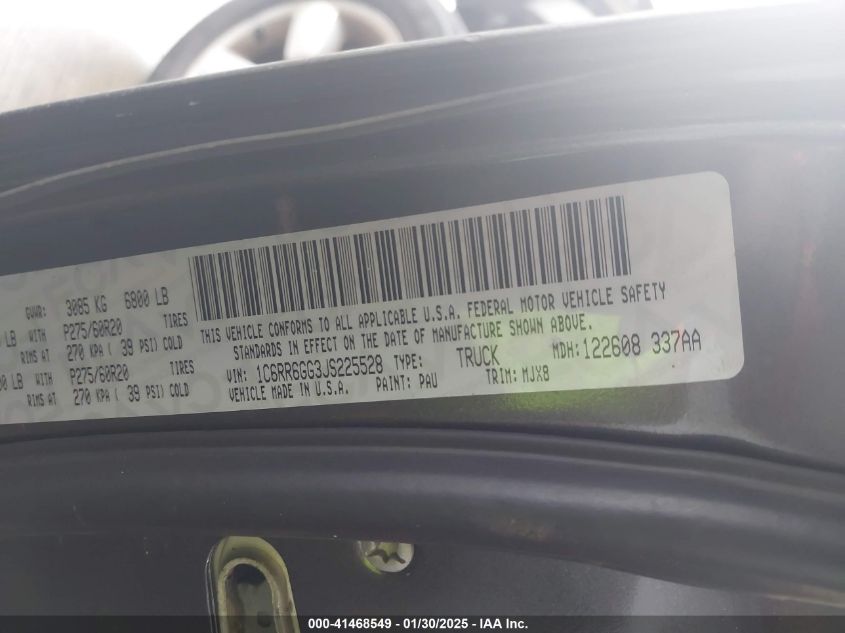 GVWR: 3085 KG 6800 LB
LB WITH P275/60R20 TIRES
RIMS AT 270 KPA ( 39 PSI) COLD
00 LB WITH P275/60R20 TIRES
RIMS AT 270 KPA ( 39 PSI) COLD
THIS VEHICLE CONFORMS TO ALL APPLICABLE U.S.A. FEDERAL MOTOR VEHICLE SAFETY
STANDARDS IN EFFECT ON THE DATE OF MANUFACTURE SHOWN ABOVE.
VIN: 1C6RR6GG3JS225528 TYPE: TRUCK MDH:122608 337AA
VEHICLE MADE IN U.S.A. PAINT: PAU TRIM: MJX8
000-41468549 - 01/30/2025 - IAA Inc.